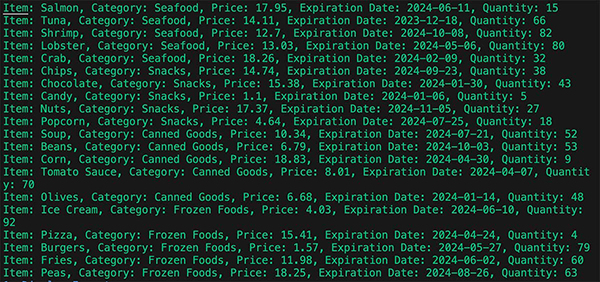 Item: Salmon, Category: Seafood, Price: 17.95, Expiration Date: 2024-06-11, Quantity: 15
Item: Tuna, Category: Seafood, Price: 14.11, Expiration Date: 2023-12-18, Quantity: 66
Item: Shrimp, Category: Seafood, Price: 12.7, Expiration Date: 2024-10-08, Quantity: 82
Item: Lobster, Category: Seafood, Price: 13.03, Expiration Date: 2024-05-06, Quantity: 80
Item: Crab, Category: Seafood, Price: 18.26, Expiration Date: 2024-02-09, Quantity: 32
Item: Chips, Category: Snacks, Price: 14.74, Expiration Date: 2024-09-23, Quantity: 38
Item: Chocolate, Category: Snacks, Price: 15.38, Expiration Date: 2024-01-30, Quantity: 43
Item: Candy, Category: Snacks, Price: 1.1, Expiration Date: 2024-01-06, Quantity: 5
Item: Nuts, Category: Snacks, Price: 17.37, Expiration Date: 2024-11-05, Quantity: 27
Item: Popcorn, Category: Snacks, Price: 4.64, Expiration Date: 2024-07-25, Quantity: 18
Item: Soup, Category: Canned Goods, Price: 10.34, Expiration Date: 2024-07-21, Quantity: 52
Item: Beans, Category: Canned Goods, Price: 6.79, Expiration Date: 2024-10-03, Quantity: 53
Item: Corn, Category: Canned Goods, Price: 18.83, Expiration Date: 2024-04-30, Quantity: 9
Item: Tomato Sauce, Category: Canned Goods, Price: 8.01, Expiration Date: 2024-04-07, Quantit
y: 70
Item: Olives, Category: Canned Goods, Price: 6.68, Expiration Date: 2024-01-14, Quantity: 48
Item: Ice Cream, Category: Frozen Foods, Price: 4.03, Expiration Date: 2024-06-10, Quantity:
92
Item: Pizza, Category: Frozen Foods, Price: 15.41, Expiration Date: 2024-04-24, Quantity: 4
Item: Burgers, Category: Frozen Foods, Price: 1.57, Expiration Date: 2024-05-27, Quantity: 79
Item: Fries, Category: Frozen Foods, Price: 11.98, Expiration Date: 2024-06-02, Quantity: 60
Item: Peas, Category: Frozen Foods, Price: 18.25, Expiration Date: 2024-08-26, Quantity: 63